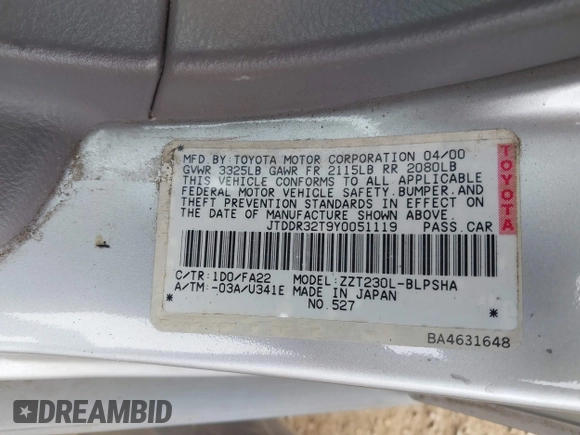 MFD. BY: TOYOTA MOTOR CORPORATION 04/00
GVWR 3325LB GAWR FR 2115LB RR 2080LB
THIS VEHICLE CONFORMS TO ALL APPLICABLE
FEDERAL MOTOR VEHICLE SAFETY, BUMPER, AND
THEFT PREVENTION STANDARDS IN EFFECT ON
THE DATE OF MANUFACTURE SHOWN ABOVE.
JTDDR32T9Y0051119 PASS. CAR
TOYOTA
C/TR: 1D0/FA22 MODEL: ZZT230L-BLPSHA
A/TM: -03A/U341E MADE IN JAPAN
* NO. 527 *
BA4631648
DREAMBID